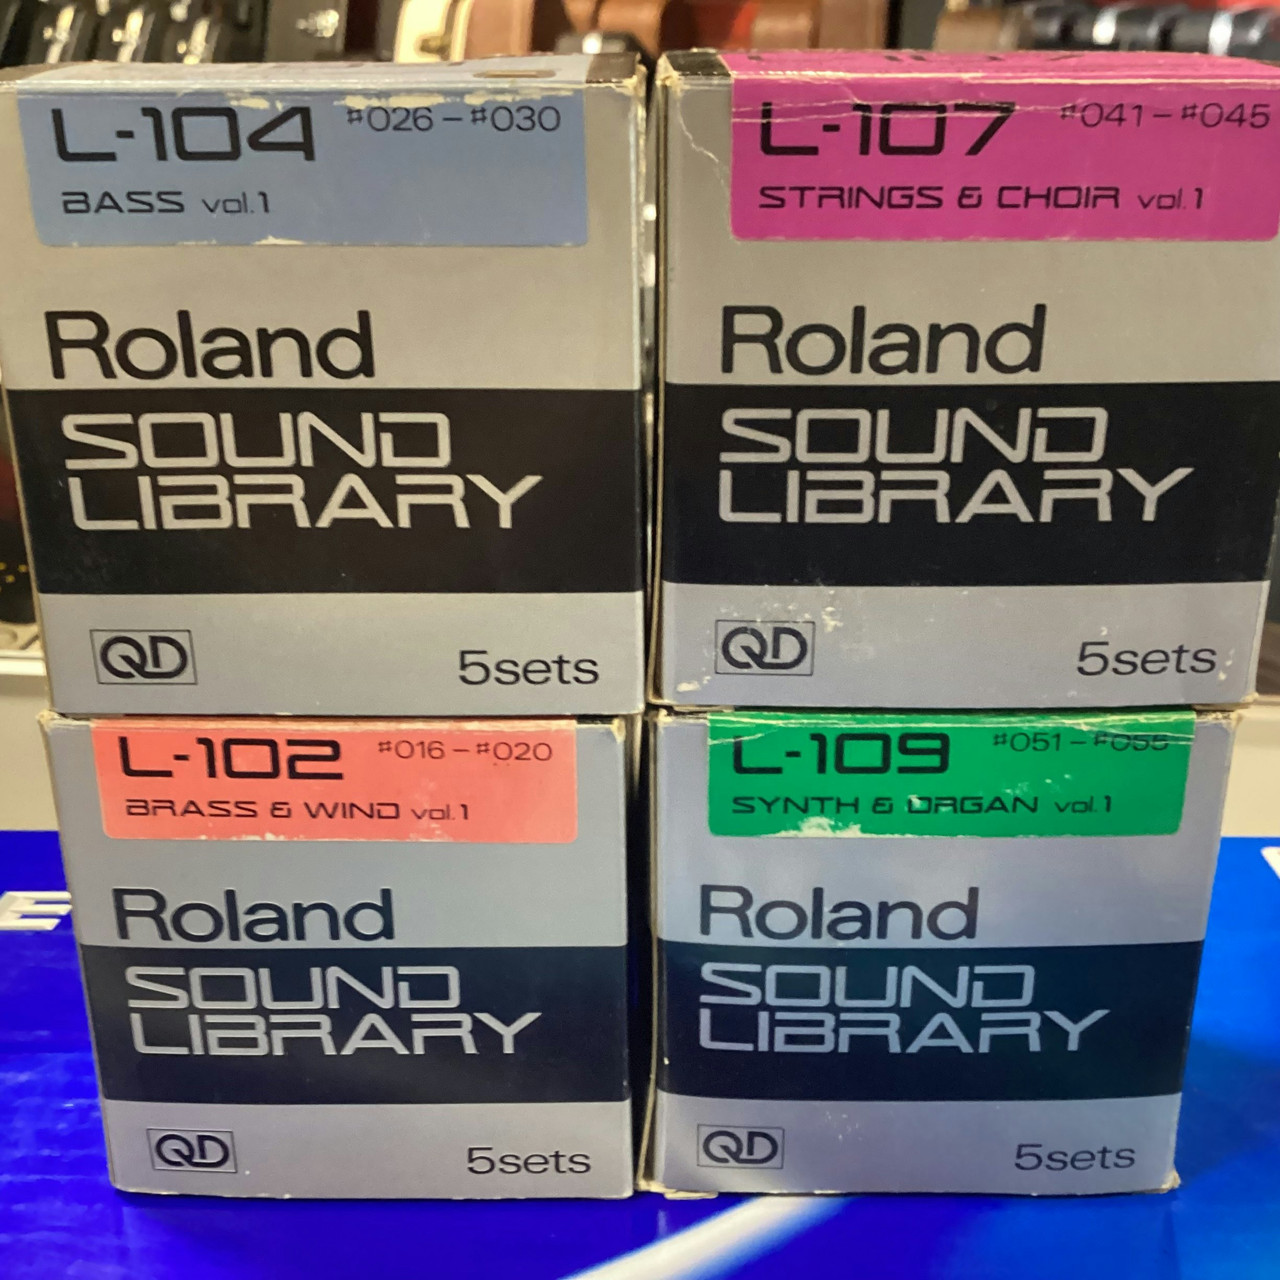 L-104 #026 – #030
BASS vol.1
Roland
SOUND
LIBRARY
QD
5sets
L-107 #041 – #045
STRINGS & CHOIR vol.1
Roland
SOUND
LIBRARY
QD
5sets
L-102 #016 – #020
BRASS & WIND vol.1
Roland
SOUND
LIBRARY
QD
5sets
L-109 #051 – #055
SYNTH & ORGAN vol.1
Roland
SOUND
LIBRARY
QD
5sets
E